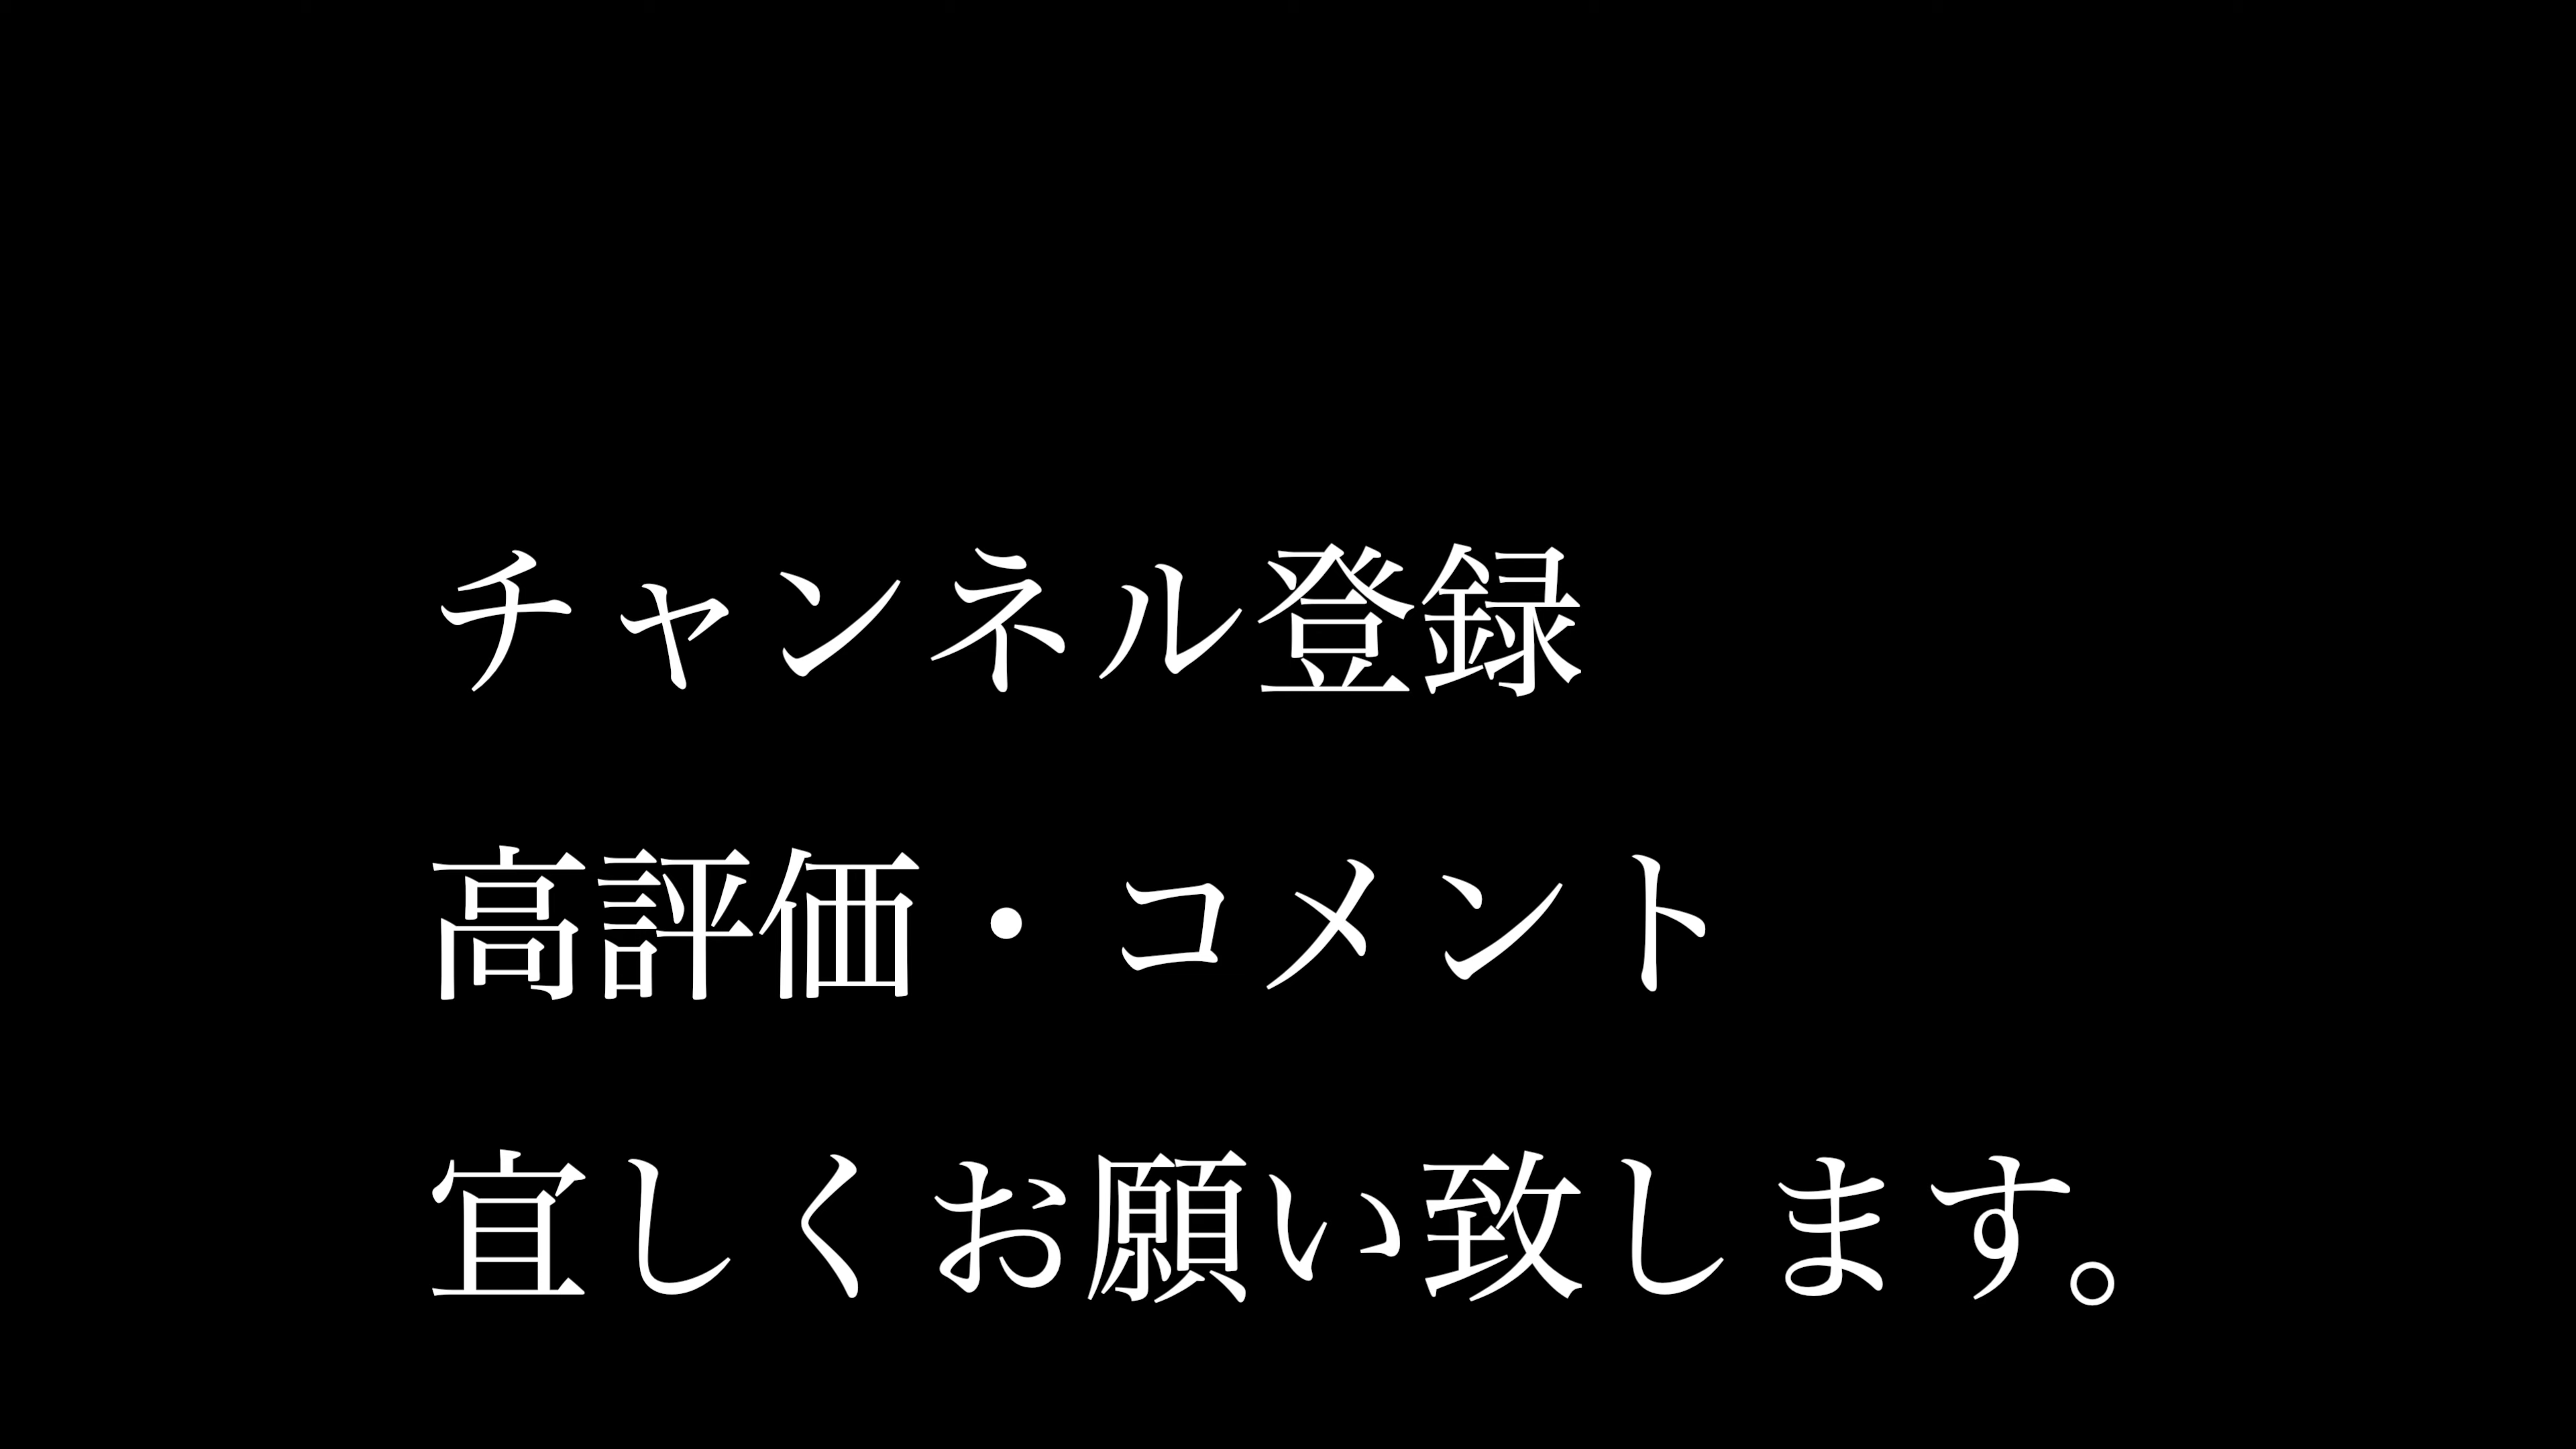 チャンネル登録
高評価・コメント
宜しくお願い致します。